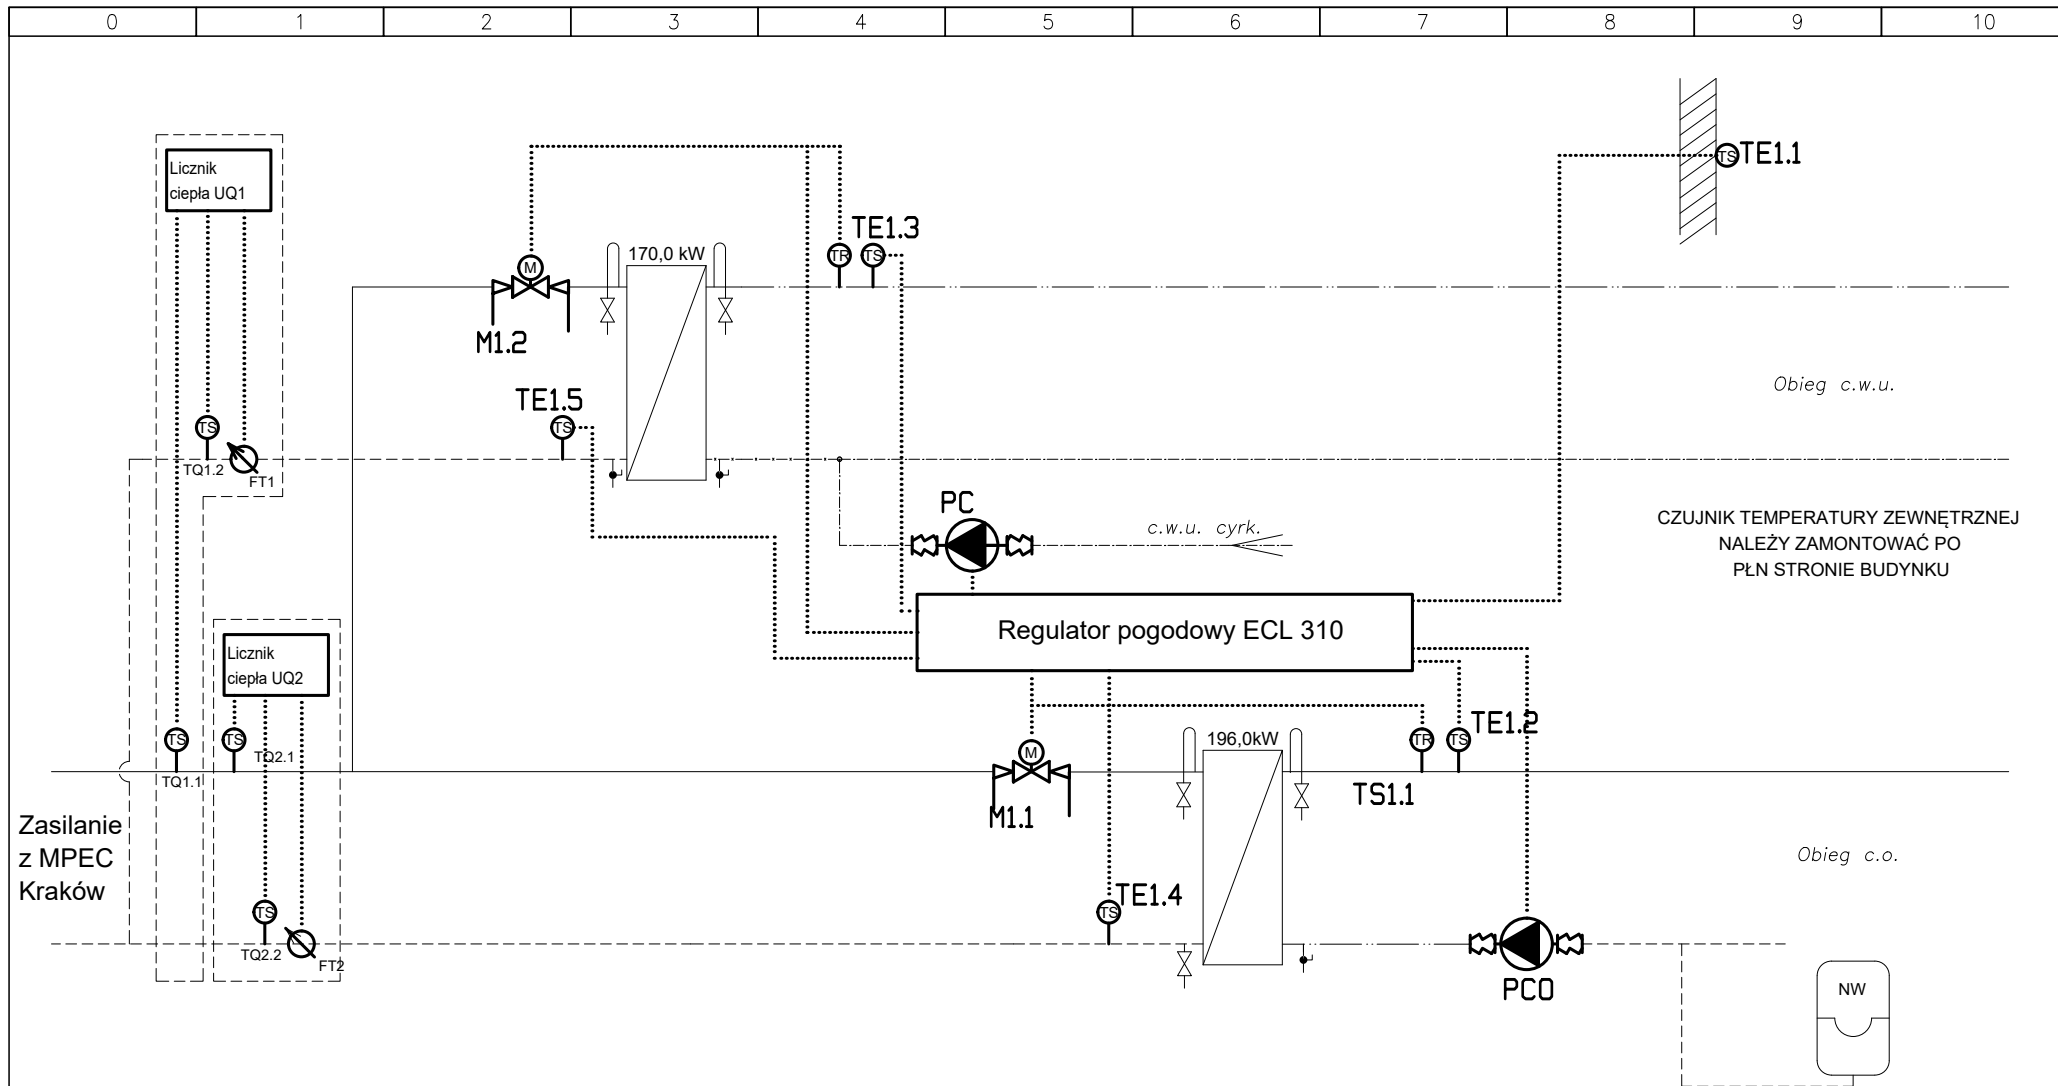 0 1 2 3 4 5 6 7 8 9 10
Licznik
ciepła UQ1
TS TE1.1
TE1.3
TR TS
170,0 kW
M
M1.2
Obieg c.w.u.
TE1.5
TS
TS
TQ1.2
FT1
PC
c.w.u. cyrk.
CZUJNIK TEMPERATURY ZEWNĘTRZNEJ
NALEŻY ZAMONTOWAĆ PO
PŁN STRONIE BUDYNKU
Regulator pogodowy ECL 310
Licznik
ciepła UQ2
TE1.2
TS
TS
TQ2.1
TQ1.1
M
196,0kW
TR TS
TS1.1
M1.1
Zasilanie
z MPEC
Kraków
Obieg c.o.
TE1.4
TS
TS
TQ2.2
FT2
PCO
NW